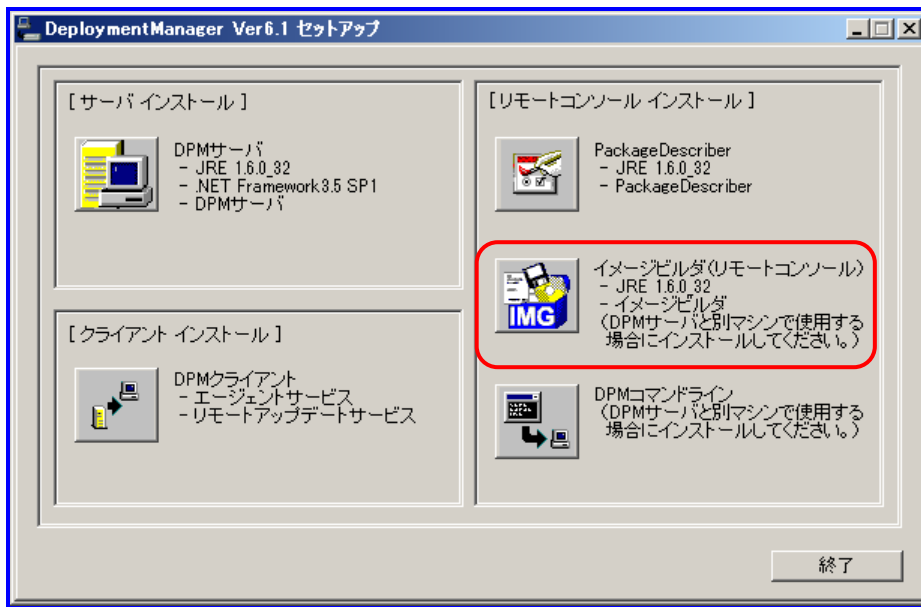 DeploymentManager Ver6.1 セットアップ
[ サーバ インストール ]
DPMサーバ
- JRE 1.6.0_32
- .NET Framework3.5 SP1
- DPMサーバ
[ クライアント インストール ]
DPMクライアント
- エージェントサービス
- リモートアップデートサービス
[ リモートコンソール インストール ]
PackageDescriber
- JRE 1.6.0_32
- PackageDescriber
IMG
イメージビルダ(リモートコンソール)
- JRE 1.6.0_32
- イメージビルダ
(DPMサーバと別マシンで使用する
場合にインストールしてください。)
DPMコマンドライン
(DPMサーバと別マシンで使用する
場合にインストールしてください。)
終了